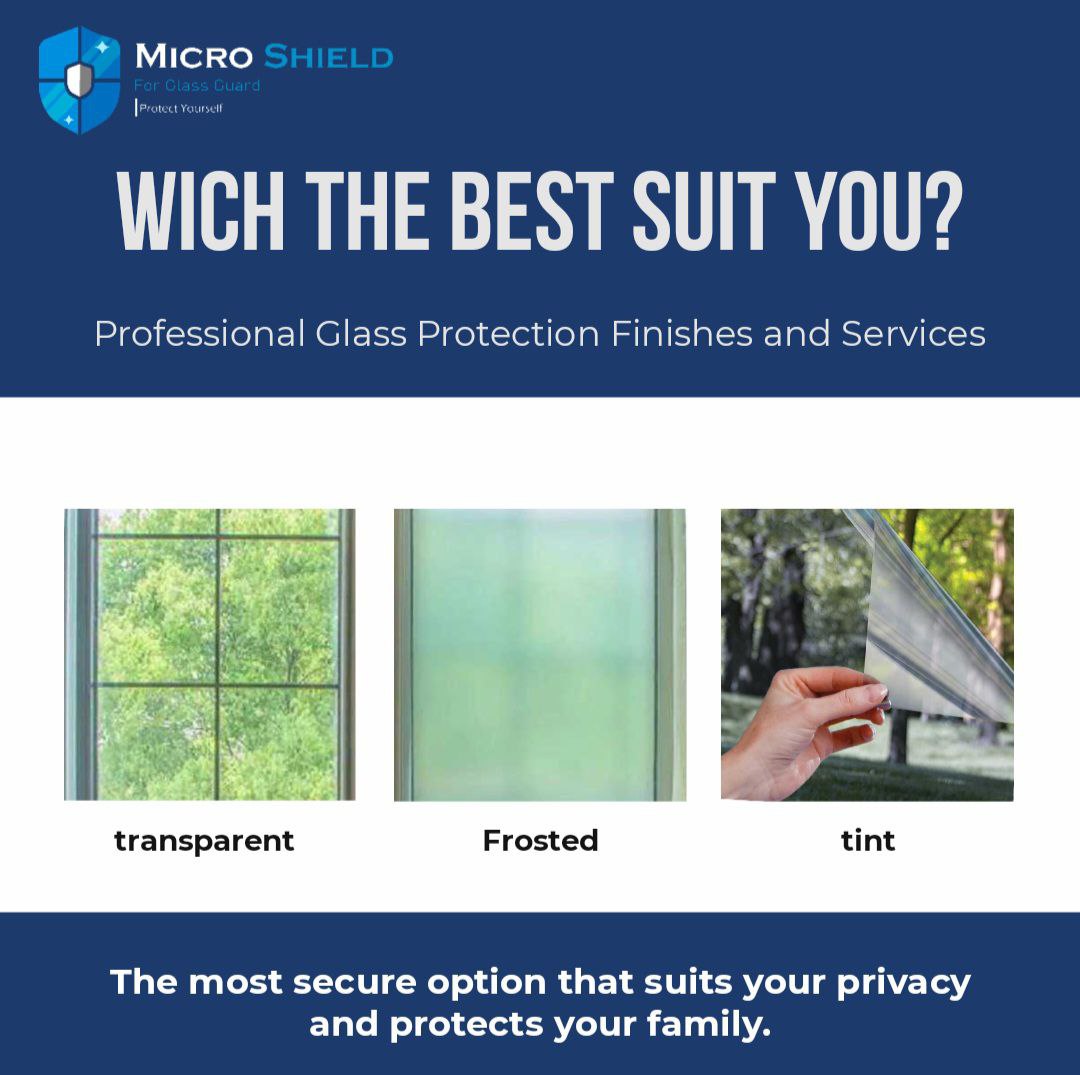 MICRO SHIELD
For Glass Guard
Protect Yourself
WICH THE BEST SUIT YOU?
Professional Glass Protection Finishes and Services
transparent
Frosted
tint
The most secure option that suits your privacy
and protects your family.